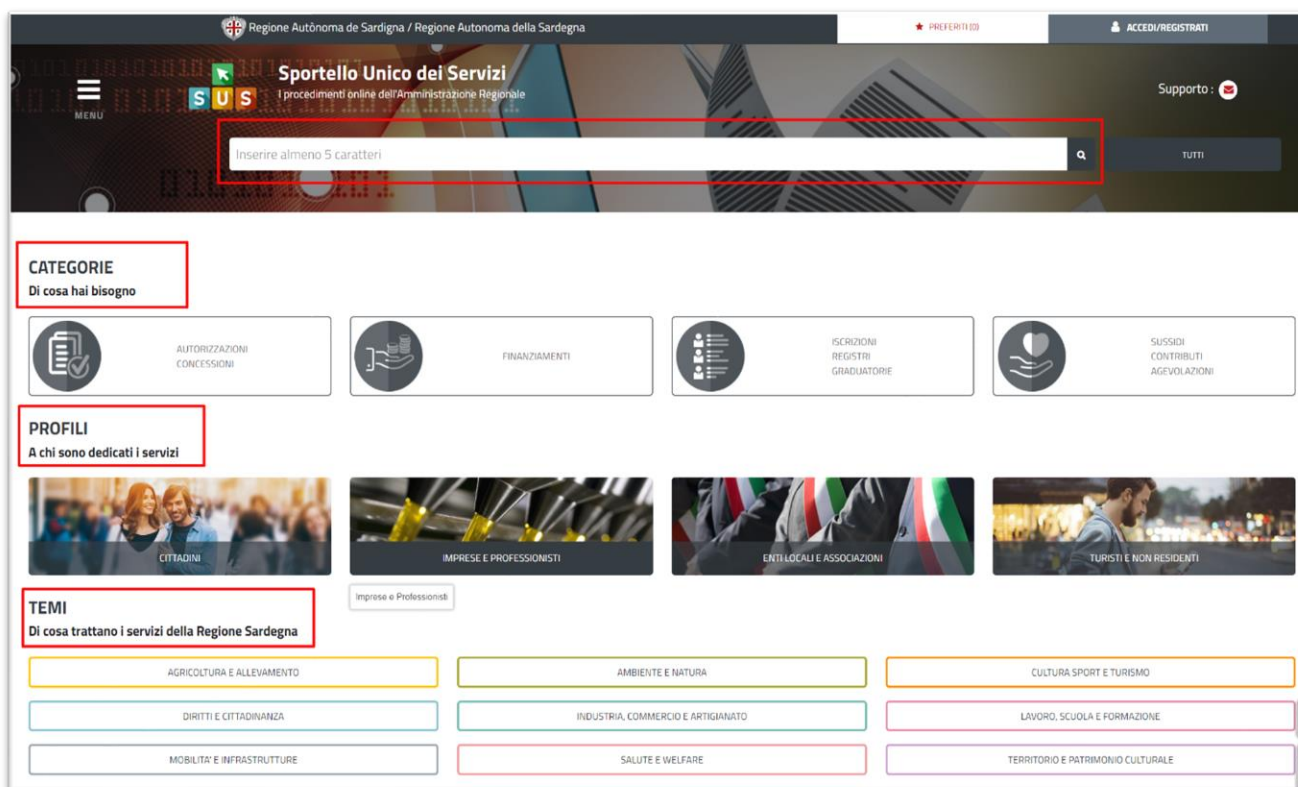 Regione Autònoma de Sardigna / Regione Autonoma della Sardegna
PREFERITI (0)
ACCEDI/REGISTRATI
MENU
SUS
Sportello Unico dei Servizi
I procedimenti online dell'Amministrazione Regionale
Supporto :
Inserire almeno 5 caratteri
TUTTI
CATEGORIE
Di cosa hai bisogno
AUTORIZZAZIONI
CONCESSIONI
FINANZIAMENTI
ISCRIZIONI
REGISTRI
GRADUATORIE
SUSSIDI
CONTRIBUTI
AGEVOLAZIONI
PROFILI
A chi sono dedicati i servizi
CITTADINI
IMPRESE E PROFESSIONISTI
ENTI LOCALI E ASSOCIAZIONI
TURISTI E NON RESIDENTI
Imprese e Professionisti
TEMI
Di cosa trattano i servizi della Regione Sardegna
AGRICOLTURA E ALLEVAMENTO
AMBIENTE E NATURA
CULTURA SPORT E TURISMO
DIRITTI E CITTADINANZA
INDUSTRIA, COMMERCIO E ARTIGIANATO
LAVORO, SCUOLA E FORMAZIONE
MOBILITA' E INFRASTRUTTURE
SALUTE E WELFARE
TERRITORIO E PATRIMONIO CULTURALE